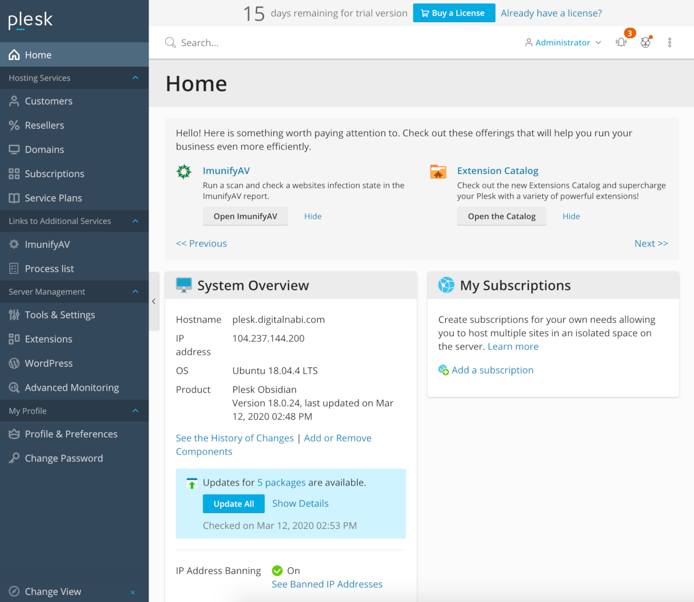 plesk
15 days remaining for trial version Buy a License Already have a license?
Search...
Administrator
3
Home
Hosting Services
Customers
Resellers
Domains
Subscriptions
Service Plans
Links to Additional Services
ImunifyAV
Process list
Server Management
Tools & Settings
Extensions
WordPress
Advanced Monitoring
My Profile
Profile & Preferences
Change Password
Change View
Home
Hello! Here is something worth paying attention to. Check out these offerings that will help you run your
business even more efficiently.
ImunifyAV
Run a scan and check a websites infection state in the
ImunifyAV report.
Open ImunifyAV Hide
Extension Catalog
Check out the new Extensions Catalog and supercharge
your Plesk with a variety of powerful extensions!
Open the Catalog Hide
<< Previous Next >>
System Overview
Hostname plesk.digitalnabi.com
IP 104.237.144.200
address
OS Ubuntu 18.04.4 LTS
Product Plesk Obsidian
Version 18.0.24, last updated on Mar
12, 2020 02:48 PM
See the History of Changes | Add or Remove
Components
Updates for 5 packages are available.
Update All Show Details
Checked on Mar 12, 2020 02:53 PM
IP Address Banning On
See Banned IP Addresses
My Subscriptions
Create subscriptions for your own needs allowing
you to host multiple sites in an isolated space on
the server. Learn more
Add a subscription